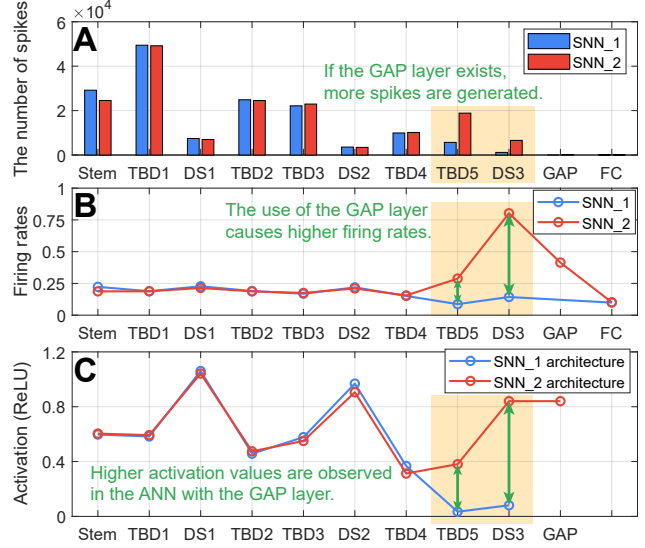 × 10⁴
A
The number of spikes
6
4
2
0
SNN_1
SNN_2
If the GAP layer exists,
more spikes are generated.
Stem TBD1 DS1 TBD2 TBD3 DS2 TBD4 TBD5 DS3 GAP FC
B
Firing rates
1
0.75
0.5
0.25
0
SNN_1
SNN_2
The use of the GAP layer
causes higher firing rates.
Stem TBD1 DS1 TBD2 TBD3 DS2 TBD4 TBD5 DS3 GAP FC
C
Activation (ReLU)
1.2
0.8
0.4
0
SNN_1 architecture
SNN_2 architecture
Higher activation values are observed
in the ANN with the GAP layer.
Stem TBD1 DS1 TBD2 TBD3 DS2 TBD4 TBD5 DS3 GAP